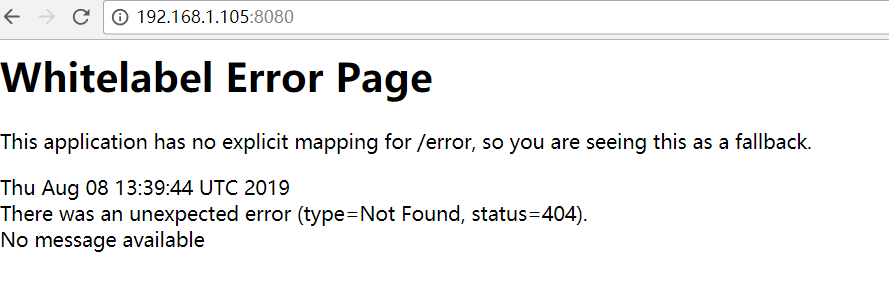 192.168.1.105:8080
Whitelabel Error Page
This application has no explicit mapping for /error, so you are seeing this as a fallback.
Thu Aug 08 13:39:44 UTC 2019
There was an unexpected error (type=Not Found, status=404).
No message available